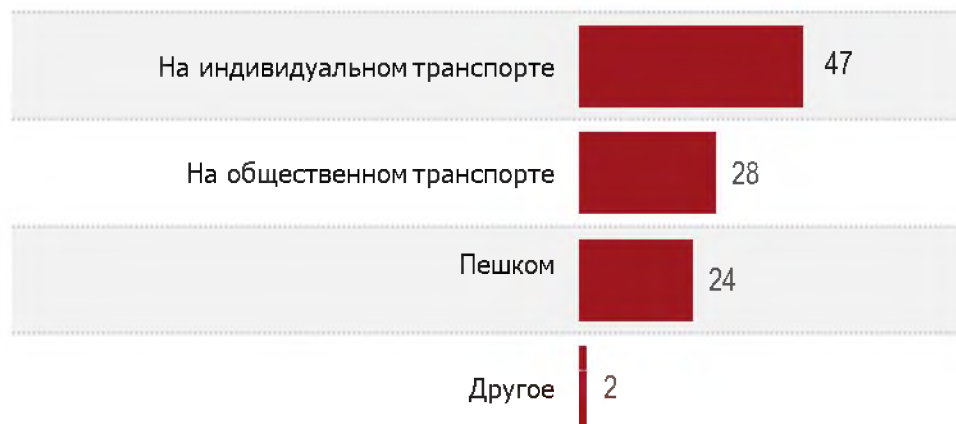 На индивидуальном транспорте 47
На общественном транспорте 28
Пешком 24
Другое 2